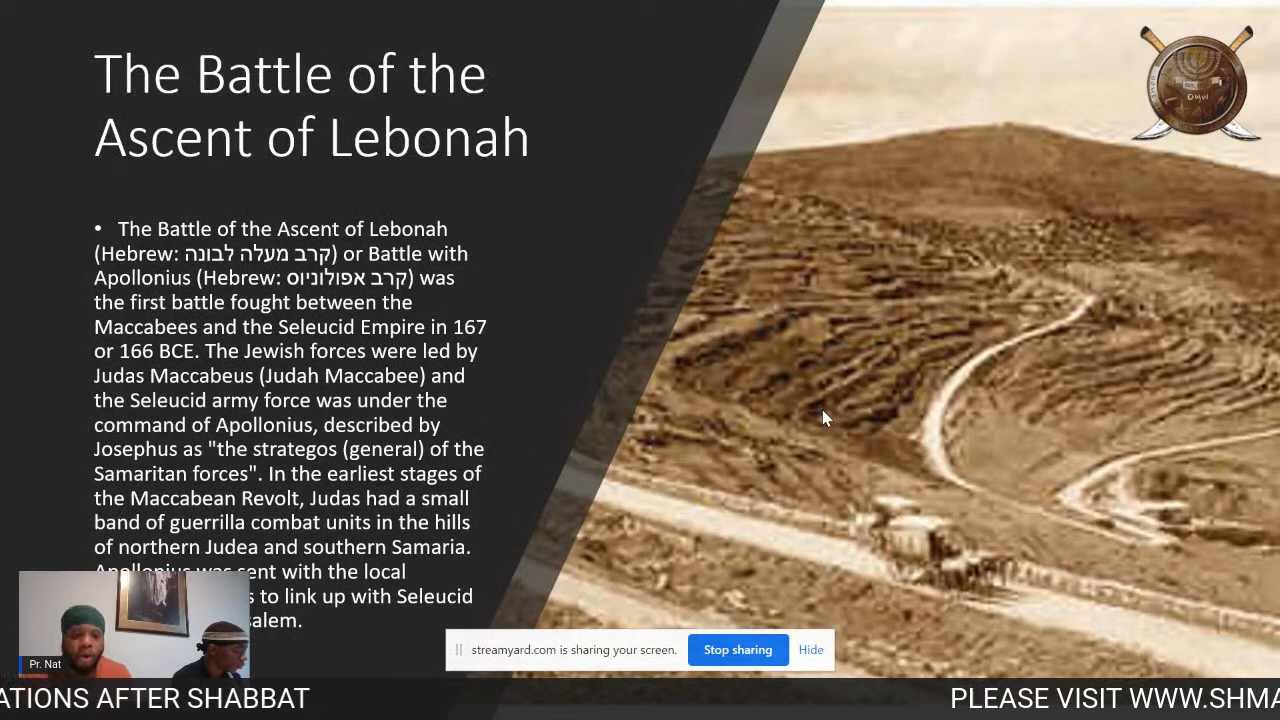 The Battle of the
Ascent of Lebonah
• The Battle of the Ascent of Lebonah
(Hebrew: קרב מעלה לבונה) or Battle with
Apollonius (Hebrew: קרב אפולוניוס) was
the first battle fought between the
Maccabees and the Seleucid Empire in 167
or 166 BCE. The Jewish forces were led by
Judas Maccabeus (Judah Maccabee) and
the Seleucid army force was under the
command of Apollonius, described by
Josephus as "the strategos (general) of the
Samaritan forces". In the earliest stages of
the Maccabean Revolt, Judas had a small
band of guerrilla combat units in the hills
of northern Judea and southern Samaria.
Apollonius was sent with the local
to link up with Seleucid
Pr. Nat
streamyard.com is sharing your screen.
Stop sharing
Hide
ATIONS AFTER SHABBAT
PLEASE VISIT WWW.SHMA